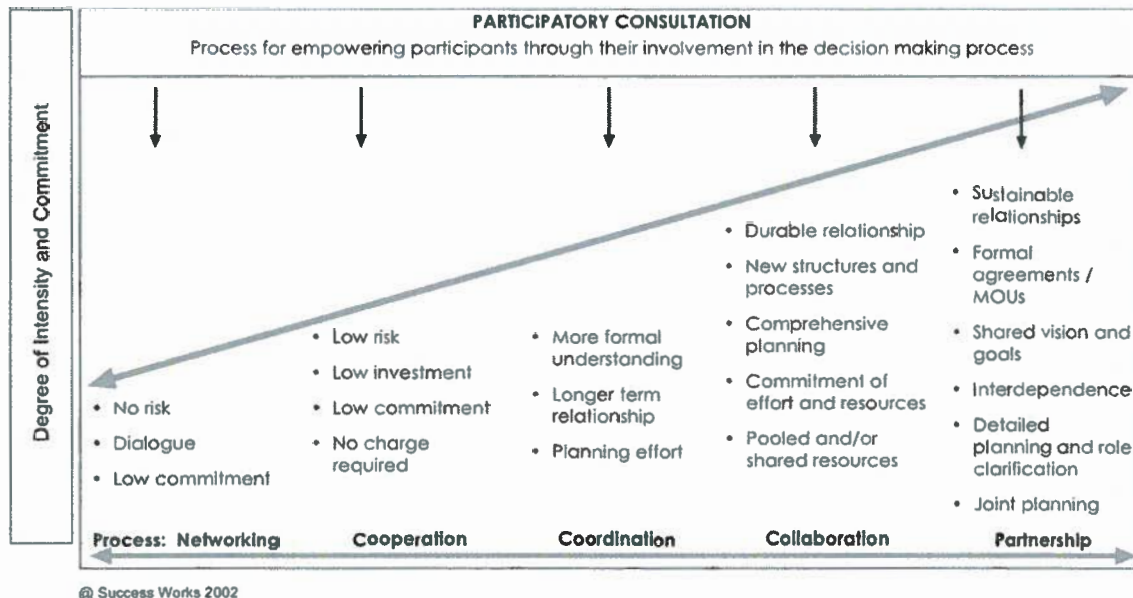 PARTICIPATORY CONSULTATION
Process for empowering participants through their involvement in the decision making process
Degree of Intensity and Commitment
• No risk
• Dialogue
• Low commitment
• Low risk
• Low investment
• Low commitment
• No charge
required
• More formal
understanding
• Longer term
relationship
• Planning effort
• Durable relationship
• New structures and
processes
• Comprehensive
planning
• Commitment of
effort and resources
• Pooled and/or
shared resources
• Sustainable
relationships
• Formal
agreements /
MOUs
• Shared vision and
goals
• Interdependence
• Detailed
planning and role
clarification
• Joint planning
Process: Networking Cooperation Coordination Collaboration Partnership
@ Success Works 2002